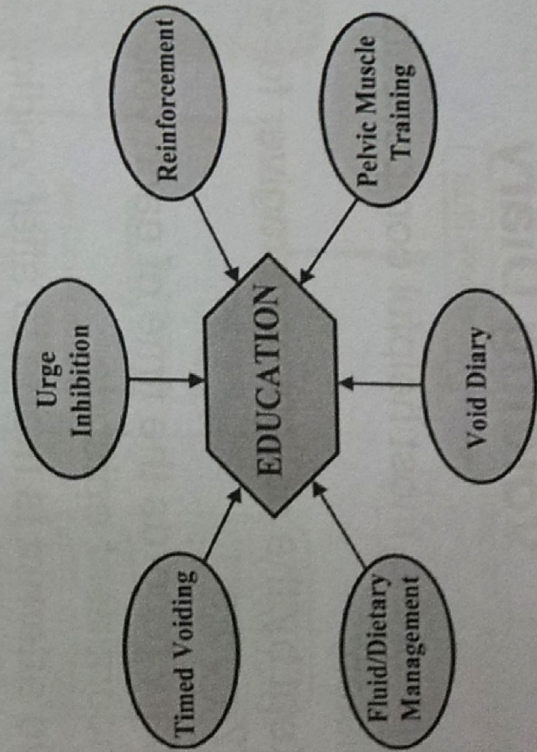 Urge
Inhibition
Timed Voiding
Reinforcement
EDUCATION
Fluid/Dietary
Management
Pelvic Muscle
Training
Void Diary